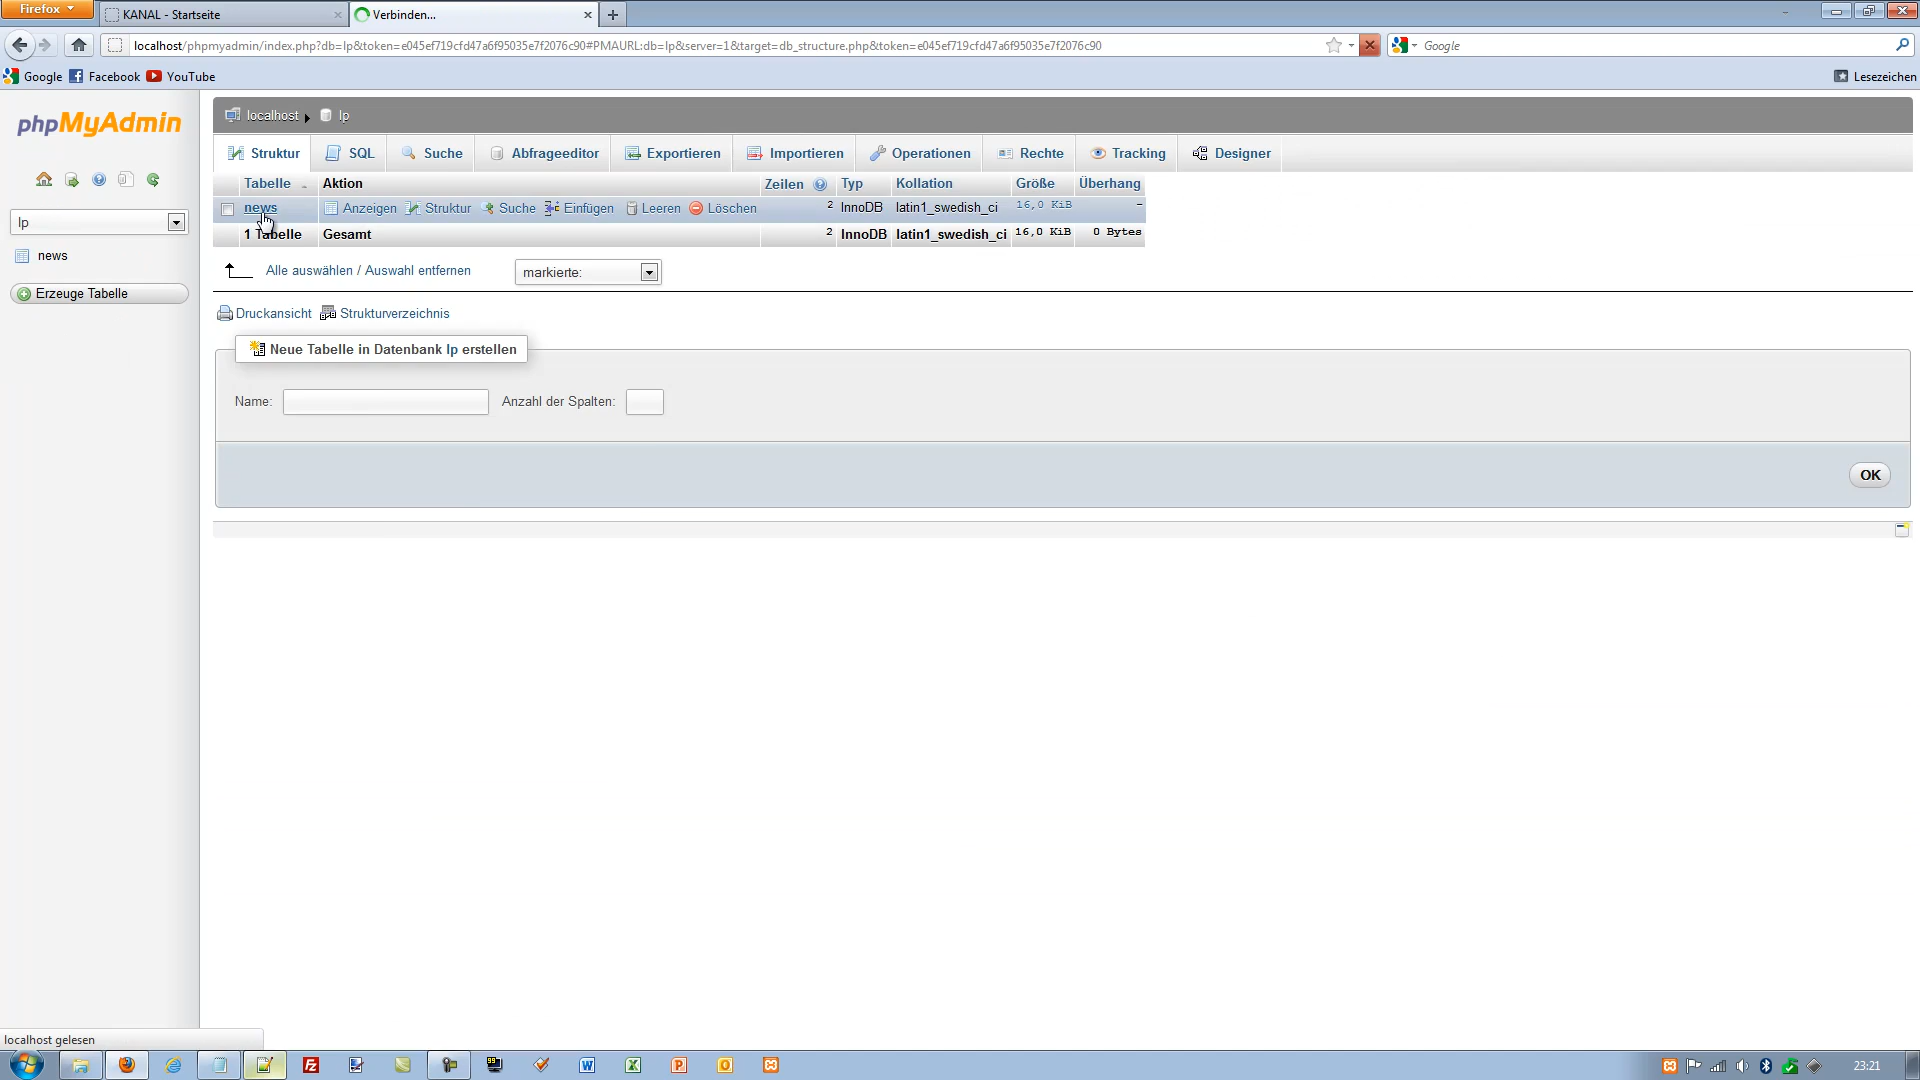 Firefox
KANAL - Startseite
Verbinden...
localhost/phpmyadmin/index.php?db=lp&token=e045ef719cfd47a6f95035e7f2076c90#PMAURL:db=lp&server=1&target=db_structure.php&token=e045ef719cfd47a6f95035e7f2076c90
Google
Google Facebook YouTube
Lesezeichen
phpMyAdmin
localhost lp
Struktur SQL Suche Abfrageeditor Exportieren Importieren Operationen Rechte Tracking Designer
Tabelle Aktion Zeilen Typ Kollation Größe Überhang
news Anzeigen Struktur Suche Einfügen Leeren Löschen 2 InnoDB latin1_swedish_ci 16,0 KiB -
1 Tabelle Gesamt 2 InnoDB latin1_swedish_ci 16,0 KiB 0 Bytes
lp
news
Erzeuge Tabelle
Alle auswählen / Auswahl entfernen markierte:
Druckansicht Strukturverzeichnis
Neue Tabelle in Datenbank lp erstellen
Name: Anzahl der Spalten:
OK
localhost gelesen
23:21